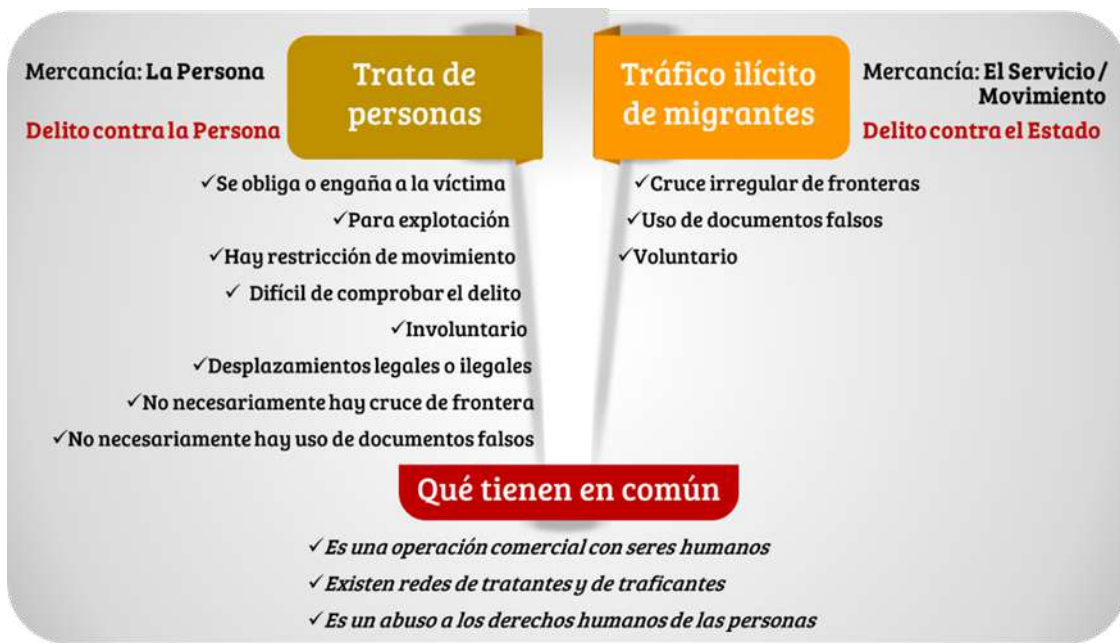 Mercancía: La Persona
Delito contra la Persona
Trata de
personas
✓Se obliga o engaña a la víctima
✓Para explotación
✓Hay restricción de movimiento
✓ Difícil de comprobar el delito
✓Involuntario
✓Desplazamientos legales o ilegales
✓No necesariamente hay cruce de frontera
✓No necesariamente hay uso de documentos falsos
Tráfico ilícito
de migrantes
Mercancía: El Servicio /
Movimiento
Delito contra el Estado
✓Cruce irregular de fronteras
✓Uso de documentos falsos
✓Voluntario
Qué tienen en común
✓Es una operación comercial con seres humanos
✓Existen redes de tratantes y de traficantes
✓Es un abuso a los derechos humanos de las personas